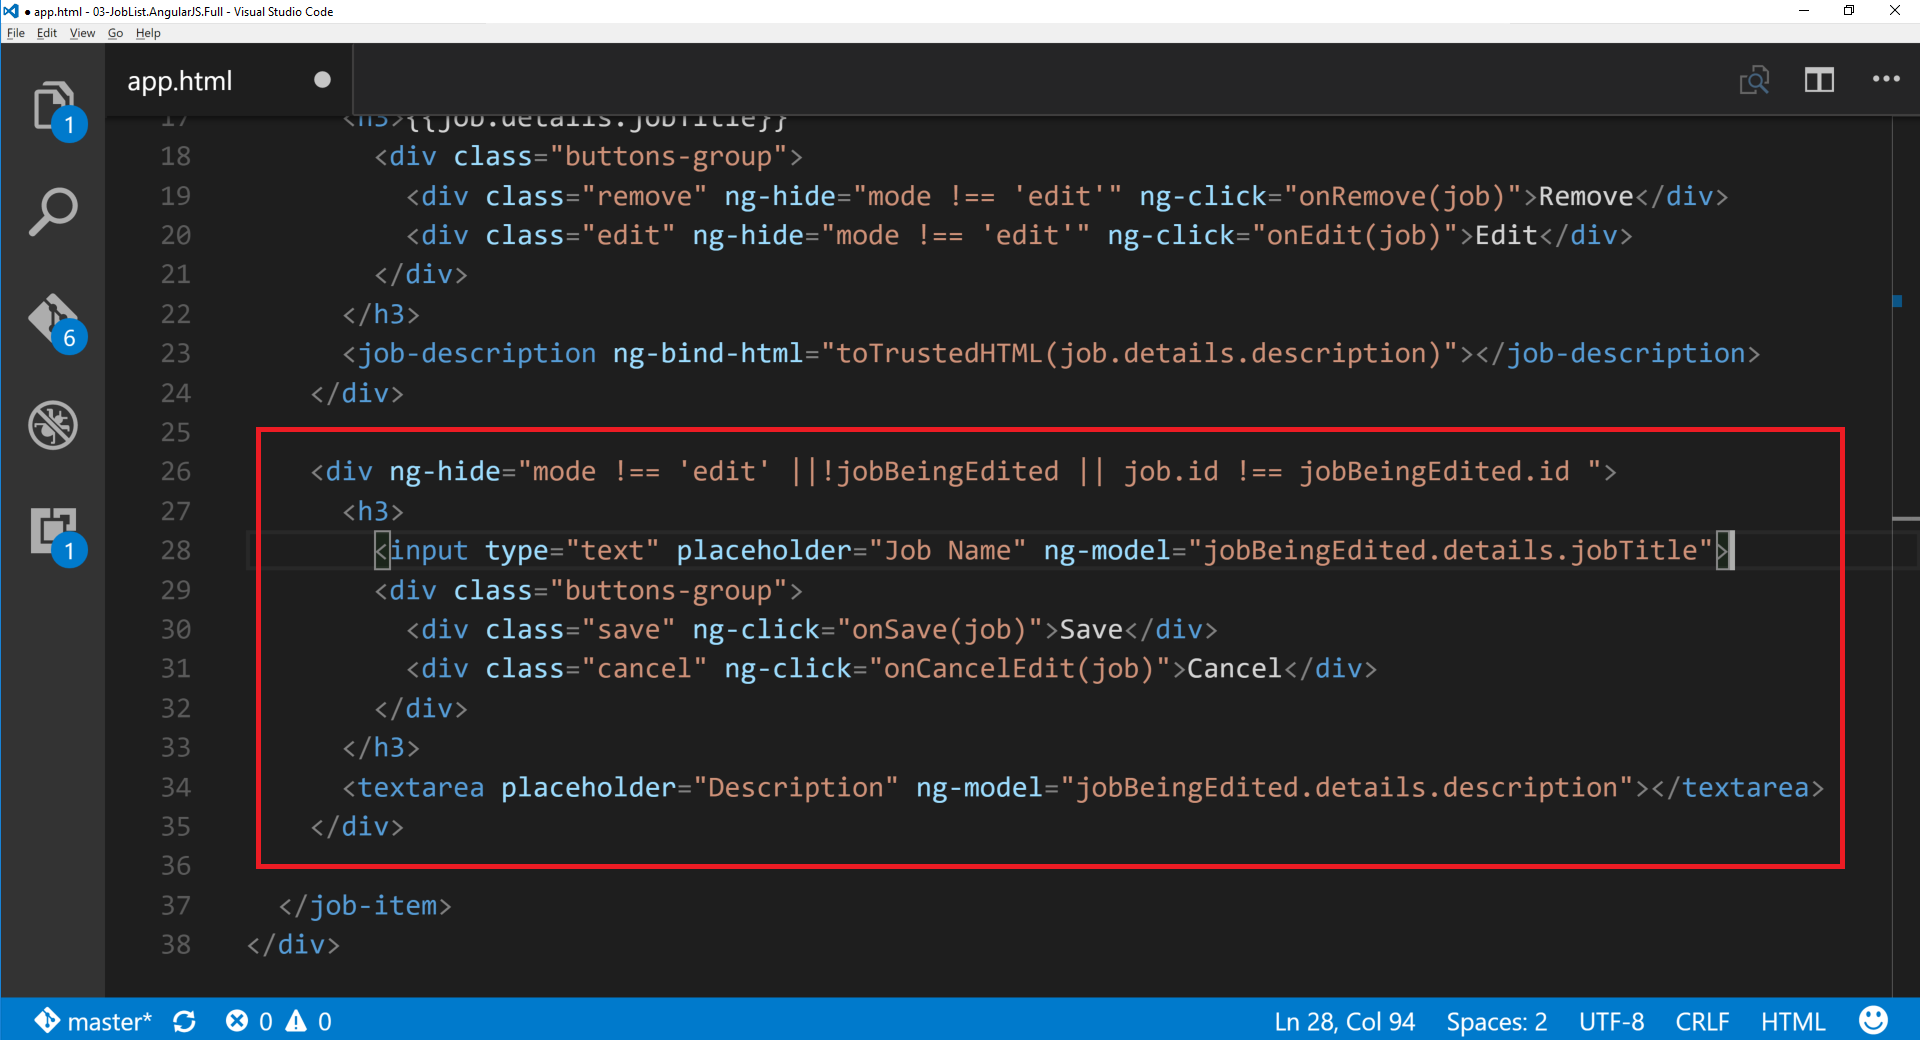 ● app.html - 03-JobList.AngularJS.Full - Visual Studio Code
File Edit View Go Help
app.html
1
6
1
17 <h3>{{job.details.jobTitle}}
18 <div class="buttons-group">
19 <div class="remove" ng-hide="mode !== 'edit'" ng-click="onRemove(job)">Remove</div>
20 <div class="edit" ng-hide="mode !== 'edit'" ng-click="onEdit(job)">Edit</div>
21 </div>
22 </h3>
23 <job-description ng-bind-html="toTrustedHTML(job.details.description)"></job-description>
24 </div>
25
26 <div ng-hide="mode !== 'edit' ||!jobBeingEdited || job.id !== jobBeingEdited.id ">
27 <h3>
28 <input type="text" placeholder="Job Name" ng-model="jobBeingEdited.details.jobTitle">
29 <div class="buttons-group">
30 <div class="save" ng-click="onSave(job)">Save</div>
31 <div class="cancel" ng-click="onCancelEdit(job)">Cancel</div>
32 </div>
33 </h3>
34 <textarea placeholder="Description" ng-model="jobBeingEdited.details.description"></textarea>
35 </div>
36
37 </job-item>
38 </div>
master* 0 0 Ln 28, Col 94 Spaces: 2 UTF-8 CRLF HTML